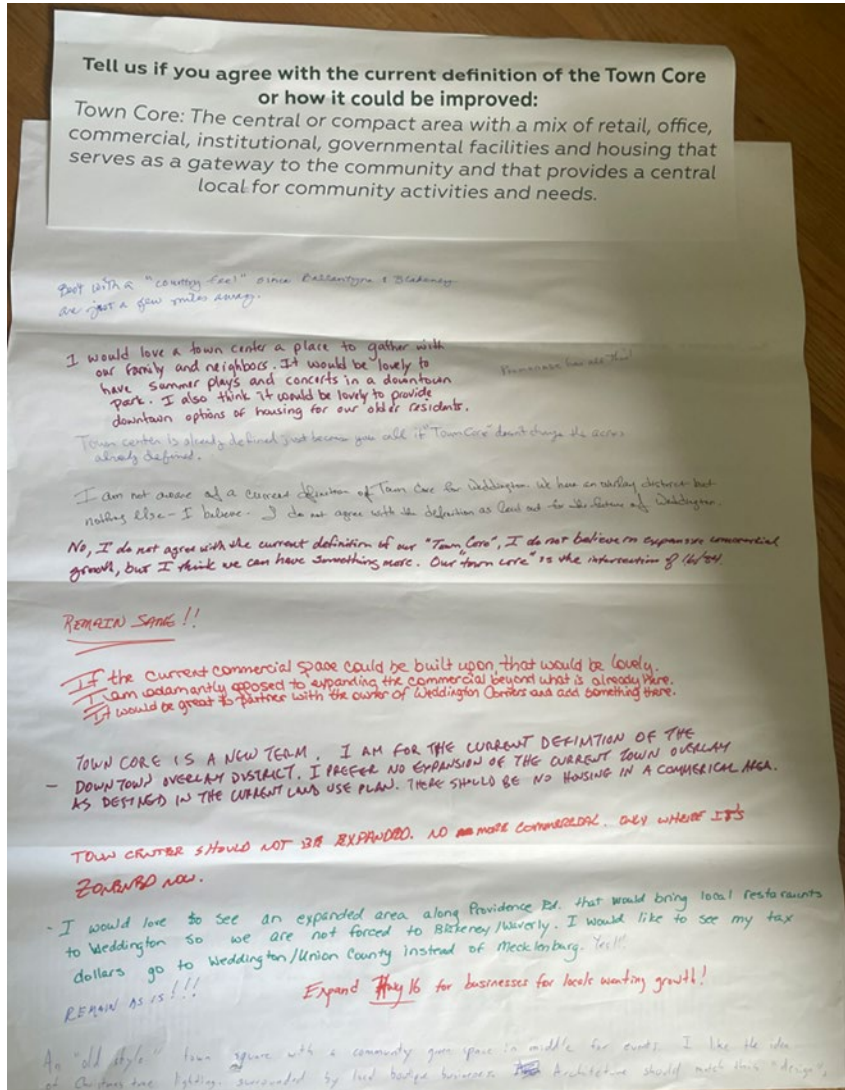 Tell us if you agree with the current definition of the Town Core
or how it could be improved:
Town Core: The central or compact area with a mix of retail, office,
commercial, institutional, governmental facilities and housing that
serves as a gateway to the community and that provides a central
local for community activities and needs.
Best with a "country feel" since Ballantyne & Blakeney
are just a few miles away.
I would love a town center a place to gather with
our family and neighbors. It would be lovely to
have summer plays and concerts in a downtown
park. I also think it would be lovely to provide
downtown options of housing for our older residents.
Promenade has all this!
Town center is already defined just because you call it "Town Core" doesn't change the acres
already defined.
I am not aware of a current definition of Town Core for Weddington. We have an overlay district but
nothing else - I believe. I do not agree with the definition as laid out for the future of Weddington.
No, I do not agree with the current definition of our "Town Core", I do not believe in expansive commercial
growth, but I think we can have something more. Our "town core" is the intersection of 16/84.
REMAIN SAME!!
If the current commercial space could be built upon, that would be lovely.
I am adamantly opposed to expanding the commercial beyond what is already here.
It would be great to partner with the owner of Weddington Corners and add something there.
TOWN CORE IS A NEW TERM. I AM FOR THE CURRENT DEFINTION OF THE
- DOWNTOWN OVERLAY DISTRICT. I PREFER NO EXPANSION OF THE CURRENT TOWN OVERLAY
AS DEFINED IN THE CURRENT LAND USE PLAN. THERE SHOULD BE NO HOUSING IN A COMMERICAL AREA.
TOWN CENTER SHOULD NOT BE EXPANDED. NO MORE COMMERCIAL. ONLY WHERE IT'S
ZONENED NOW.
- I would love to see an expanded area along Providence Rd. that would bring local restaraunts
to Weddington so we are not forced to Blakeney/Waverly. I would like to see my tax
dollars go to Weddington/Union County instead of Mecklenburg. Yes!!
REMAIN AS IS!!!
Expand Hwy 16 for businesses for locals wanting growth!
An "old style" town square with a community green space in middle for events. I like the idea
of Christmas time lighting, surrounded by local boutique businesses. Architecture should match this "design",